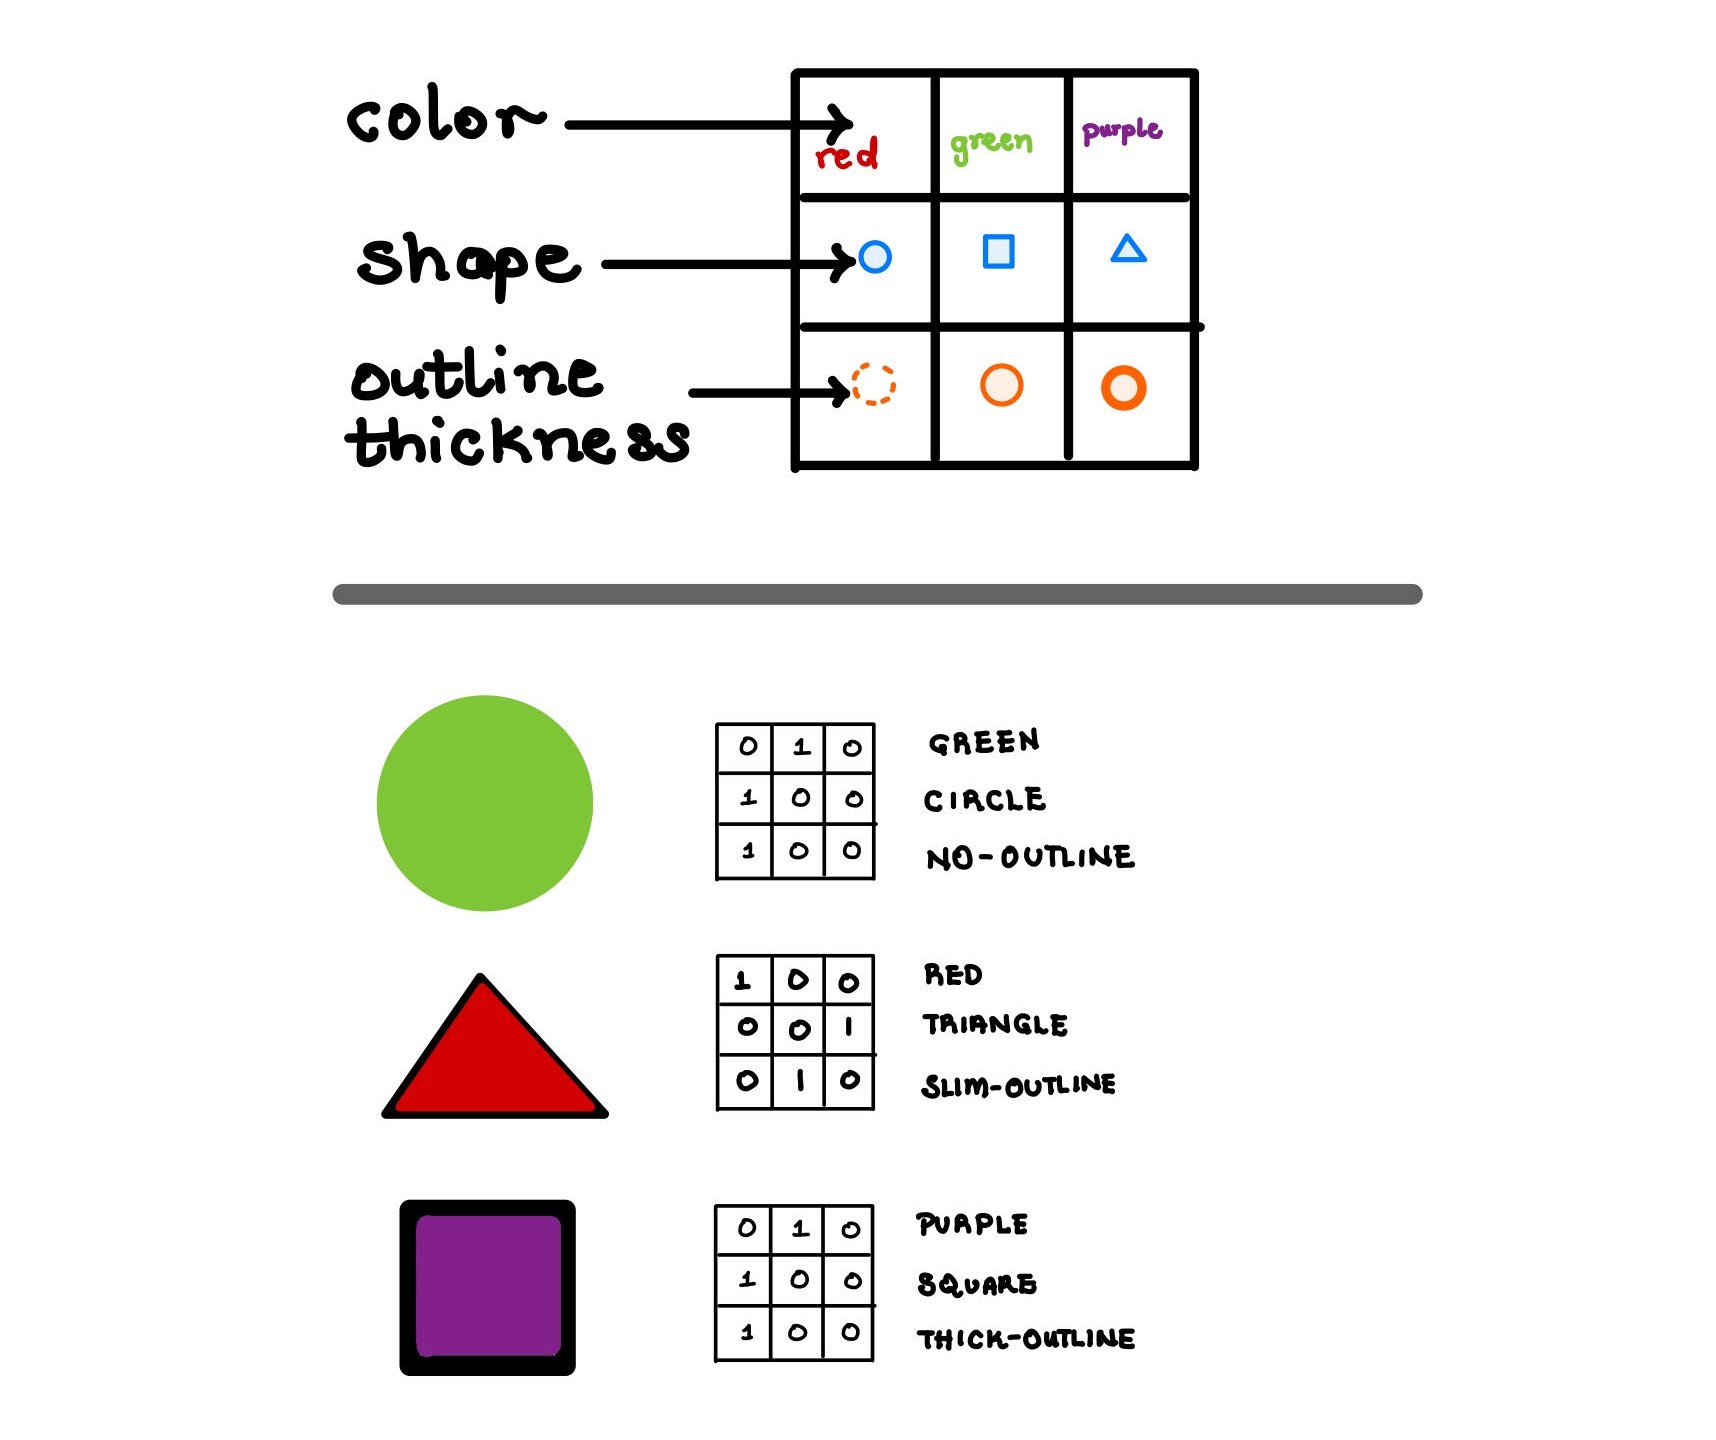 color
red green purple
shape
outline
thickness
0 1 0 GREEN
1 0 0 CIRCLE
1 0 0 NO-OUTLINE
1 0 0 RED
0 0 1 TRIANGLE
0 1 0 SLIM-OUTLINE
0 1 0 PURPLE
1 0 0 SQUARE
1 0 0 THICK-OUTLINE